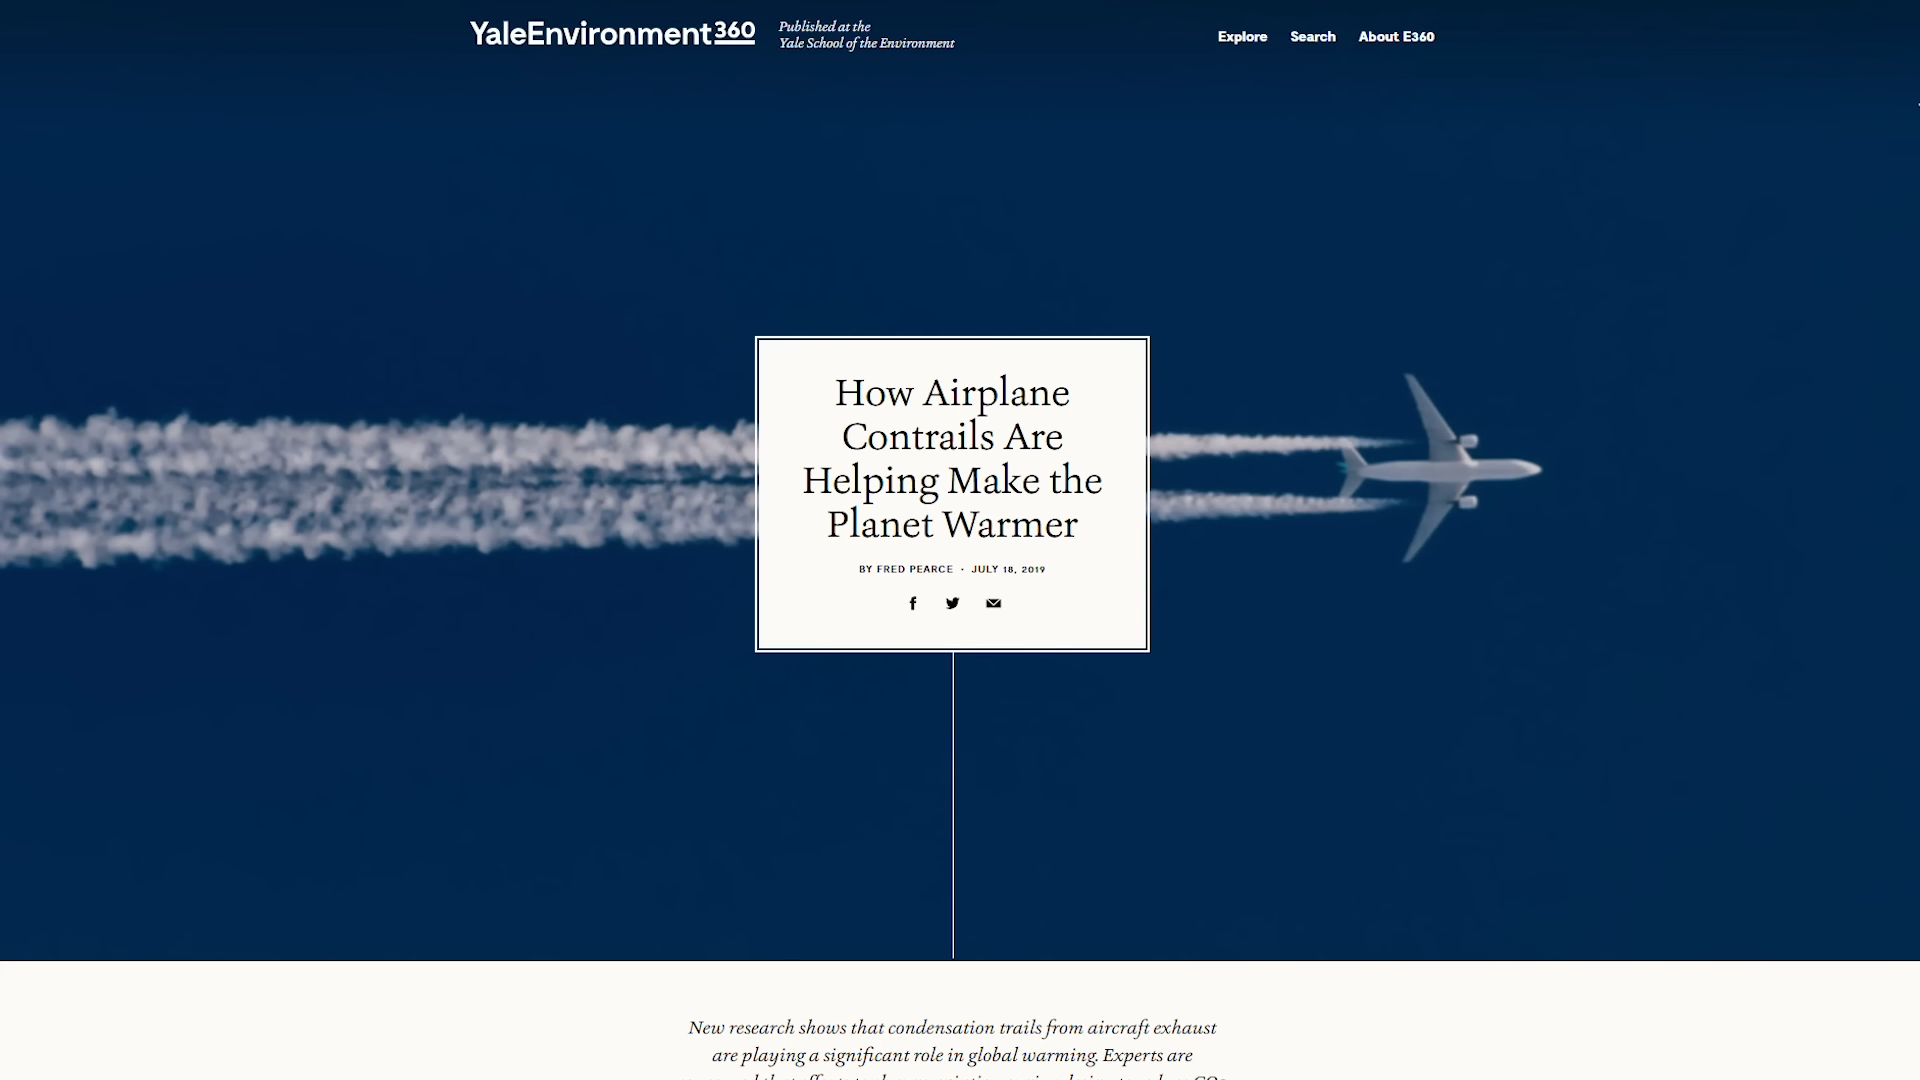 YaleEnvironment360
Published at the
Yale School of the Environment
Explore Search About E360
How Airplane
Contrails Are
Helping Make the
Planet Warmer
BY FRED PEARCE · JULY 18, 2019
New research shows that condensation trails from aircraft exhaust
are playing a significant role in global warming. Experts are